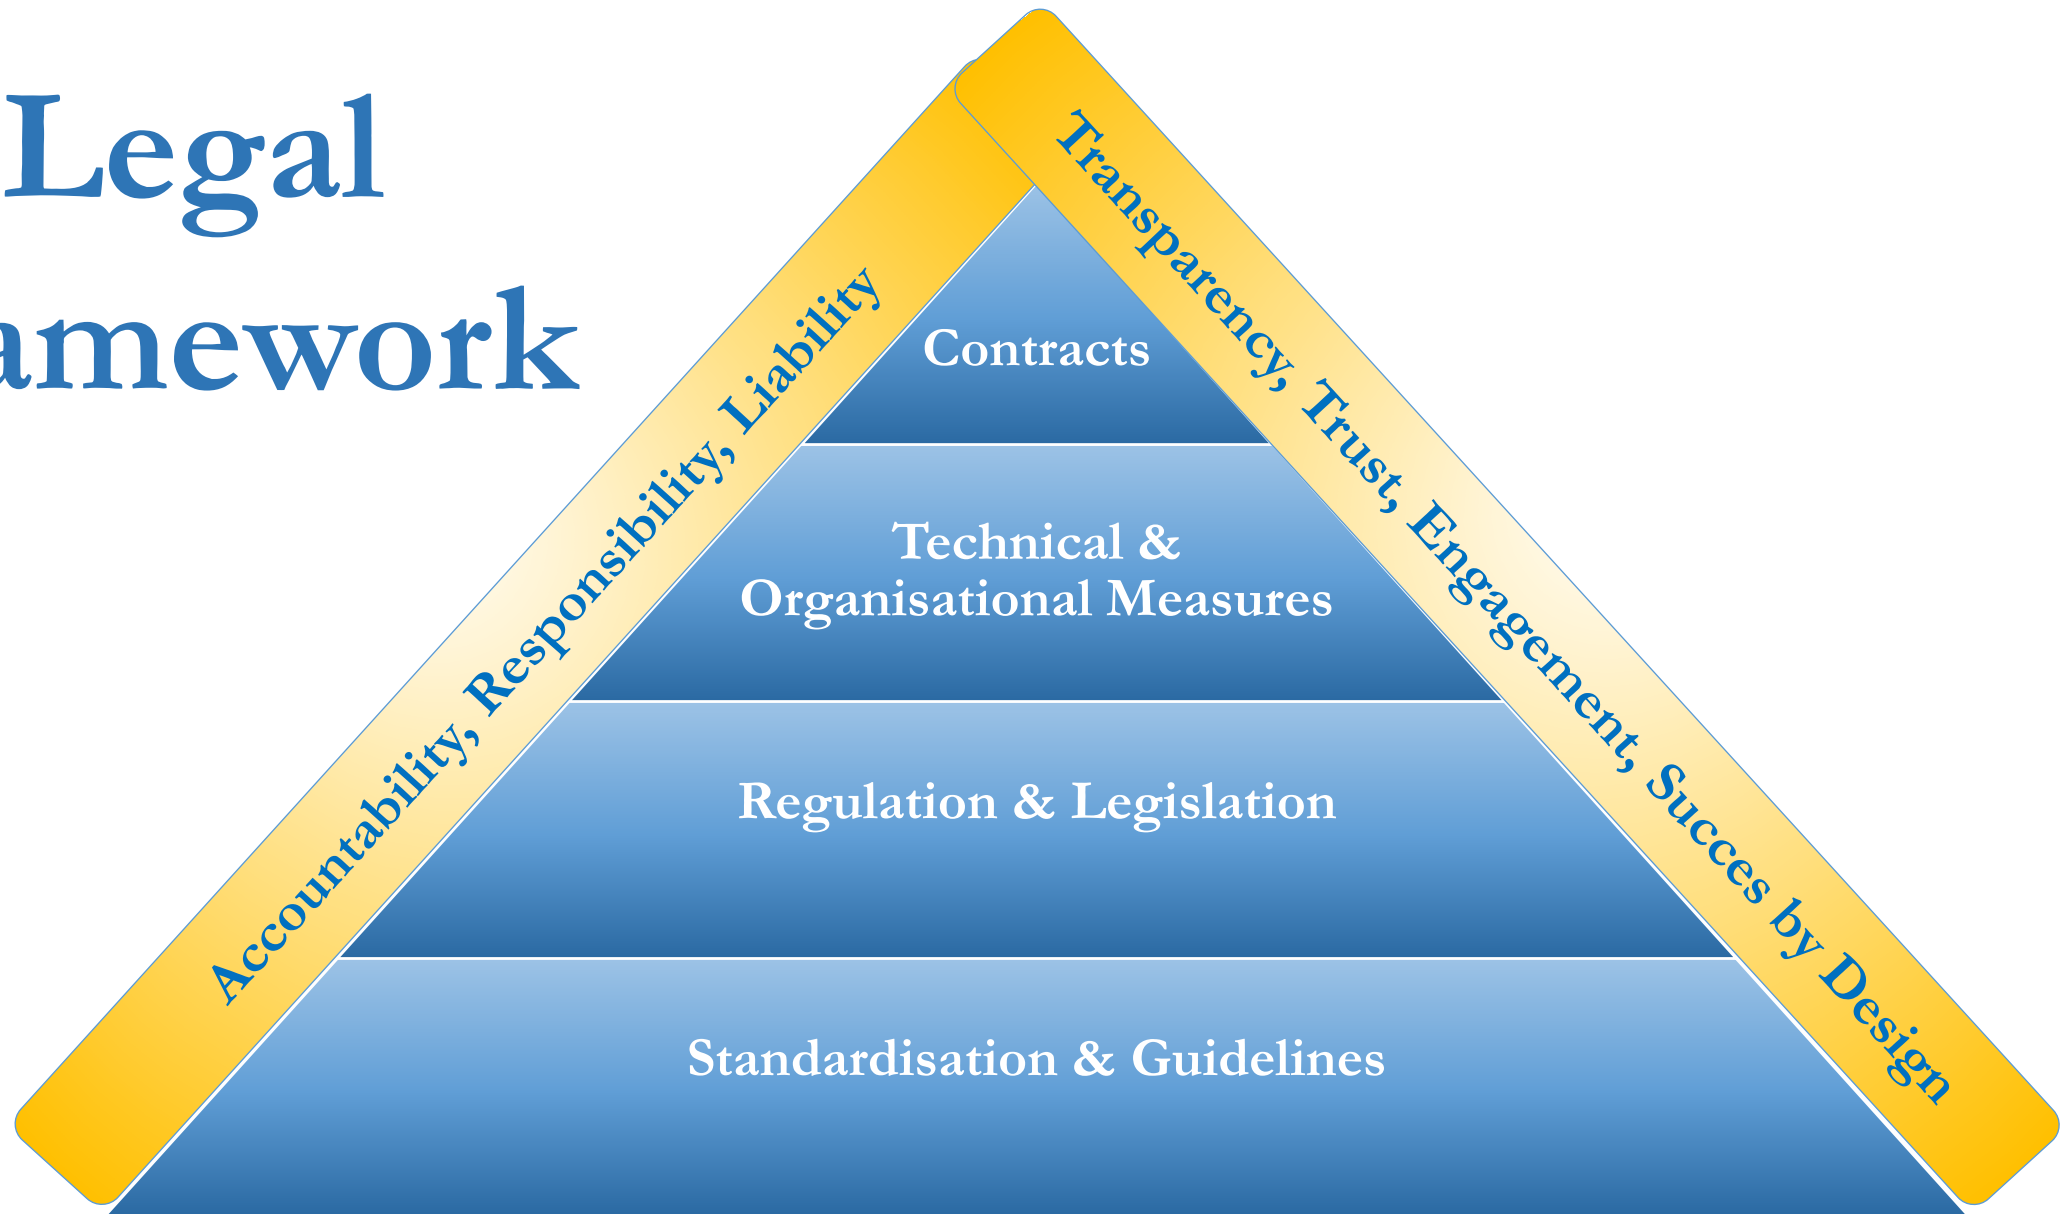 Legal
amework
Accountability, Responsibility, Liability
Transparency, Trust, Engagement, Succes by Design
Contracts
Technical &
Organisational Measures
Regulation & Legislation
Standardisation & Guidelines